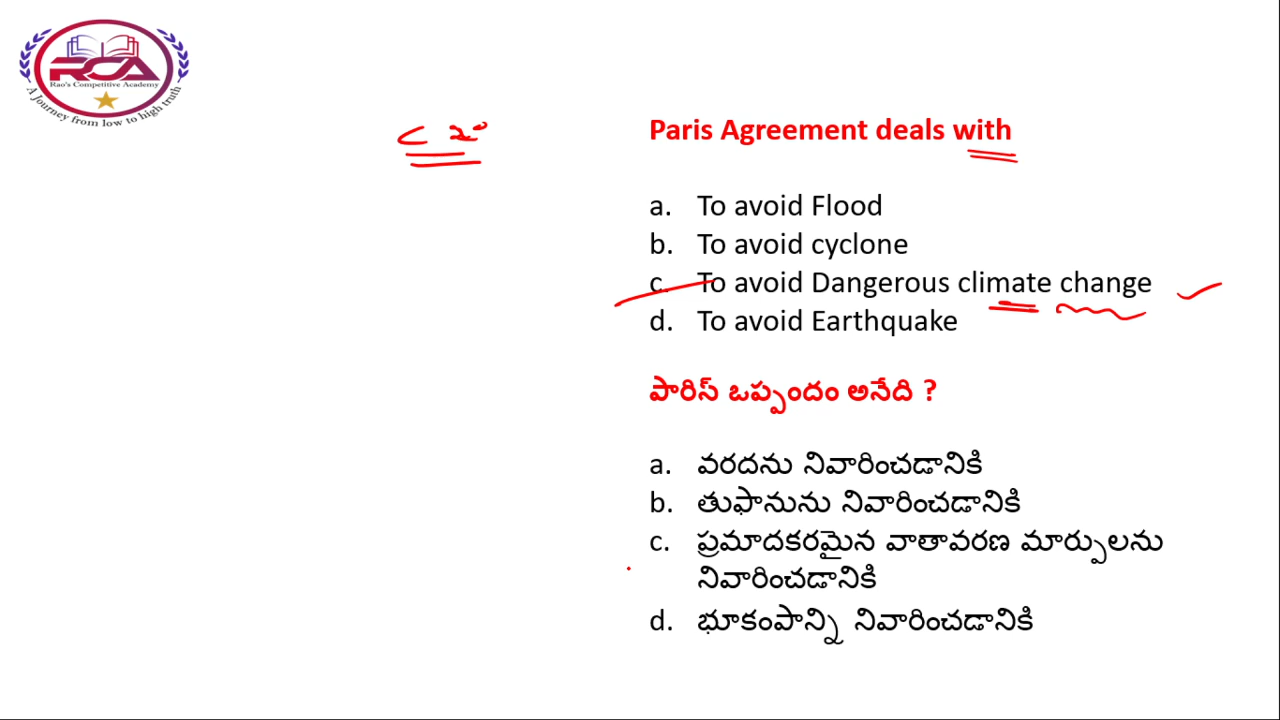 RCA
Rao's Competitive Academy
A Journey from low to high truth
< 2°
Paris Agreement deals with
a. To avoid Flood
b. To avoid cyclone
c. To avoid Dangerous climate change
d. To avoid Earthquake
పారిస్ ఒప్పందం అనేది ?
a. వరదను నివారించడానికి
b. తుఫానును నివారించడానికి
c. ప్రమాదకరమైన వాతావరణ మార్పులను
నివారించడానికి
d. భూకంపాన్ని నివారించడానికి